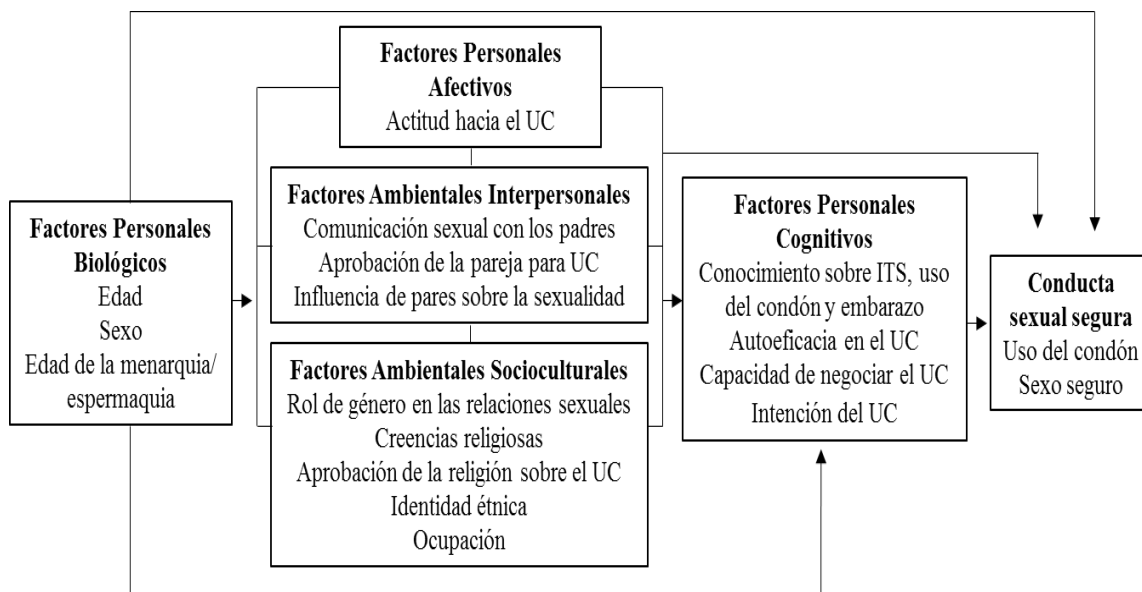 Factores Personales
Biológicos
Edad
Sexo
Edad de la menarquia/
espermaquia
Factores Personales
Afectivos
Actitud hacia el UC
Factores Ambientales Interpersonales
Comunicación sexual con los padres
Aprobación de la pareja para UC
Influencia de pares sobre la sexualidad
Factores Ambientales Socioculturales
Rol de género en las relaciones sexuales
Creencias religiosas
Aprobación de la religión sobre el UC
Identidad étnica
Ocupación
Factores Personales
Cognitivos
Conocimiento sobre ITS, uso
del condón y embarazo
Autoeficacia en el UC
Capacidad de negociar el UC
Intención del UC
Conducta
sexual segura
Uso del condón
Sexo seguro